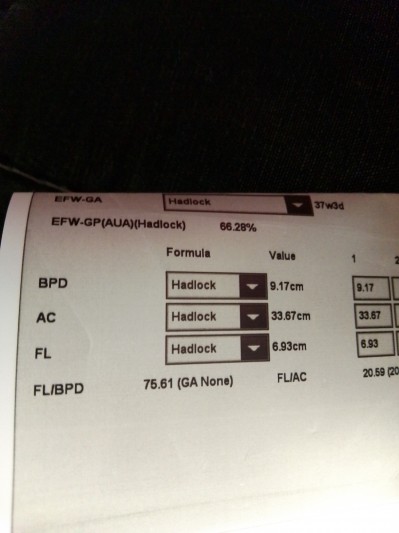 EFW-GA Hadlock 37w3d
EFW-GP(AUA)(Hadlock) 66.28%
Formula Value 1 2
BPD Hadlock 9.17cm 9.17
AC Hadlock 33.67cm 33.67
FL Hadlock 6.93cm 6.93
FL/BPD 75.61 (GA None) FL/AC 20.59 (20